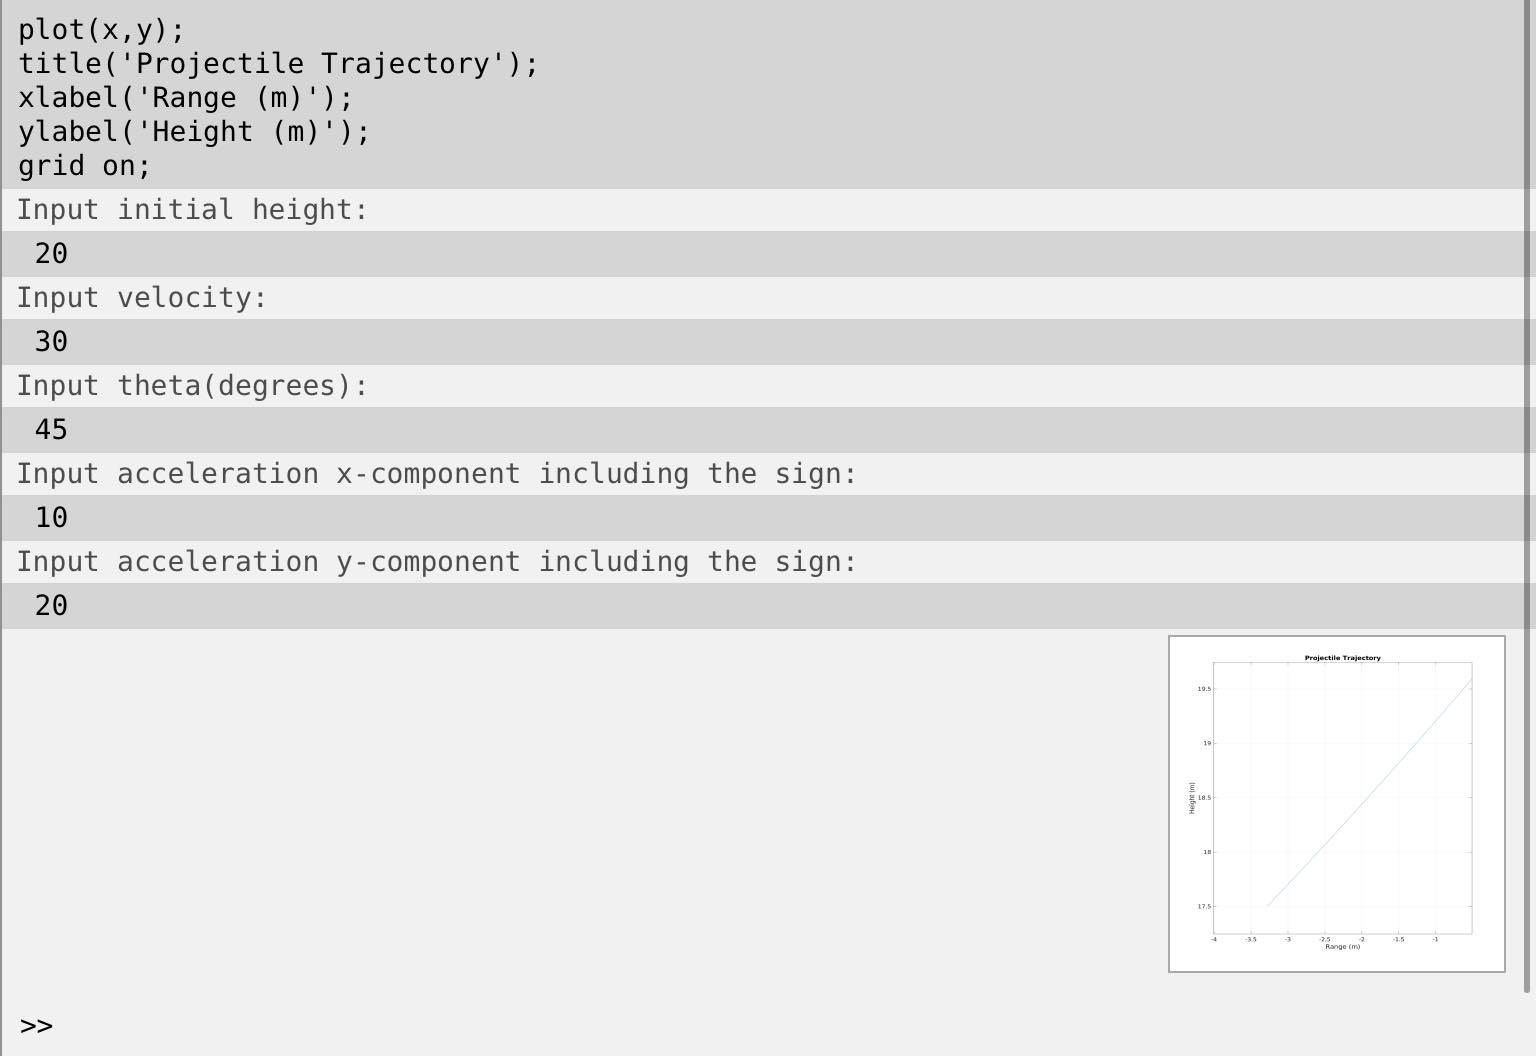 plot(x,y);
title('Projectile Trajectory');
xlabel('Range (m)');
ylabel('Height (m)');
grid on;
Input initial height:
20
Input velocity:
30
Input theta(degrees):
45
Input acceleration x-component including the sign:
10
Input acceleration y-component including the sign:
20
Projectile Trajectory
19.5
19
18.5
18
17.5
Height (m)
-4 -3.5 -3 -2.5 -2 -1.5 -1
Range (m)
>>